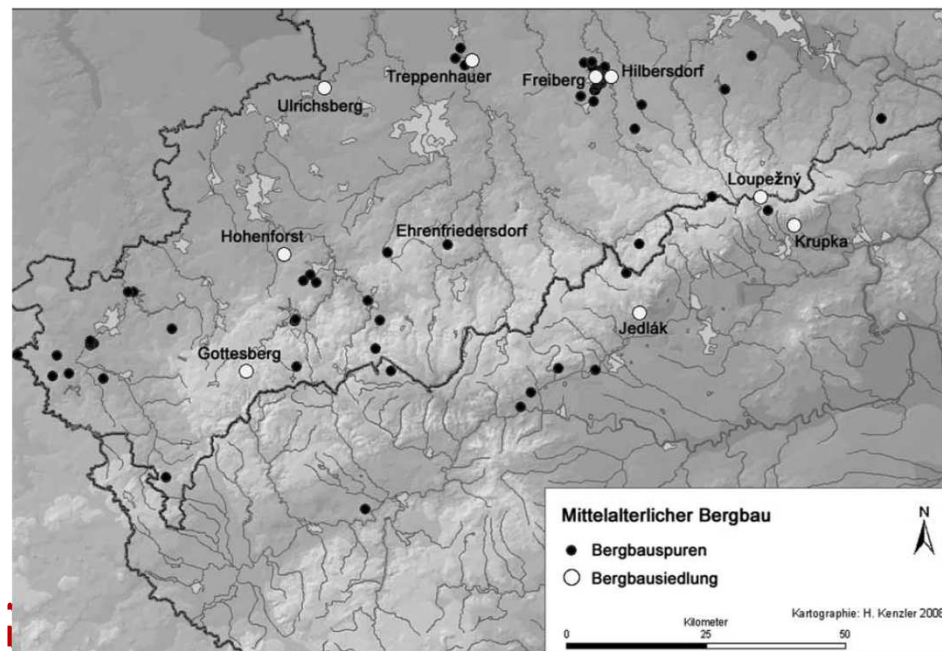 Treppenhauer
Ulrichsberg
Freiberg
Hilbersdorf
Loupežný
Krupka
Hohenforst
Ehrenfriedersdorf
Jedlák
Gottesberg
Mittelalterlicher Bergbau
N
Bergbauspuren
Bergbausiedlung
Kartographie: H. Kenzler 2008
Kilometer
0 25 50